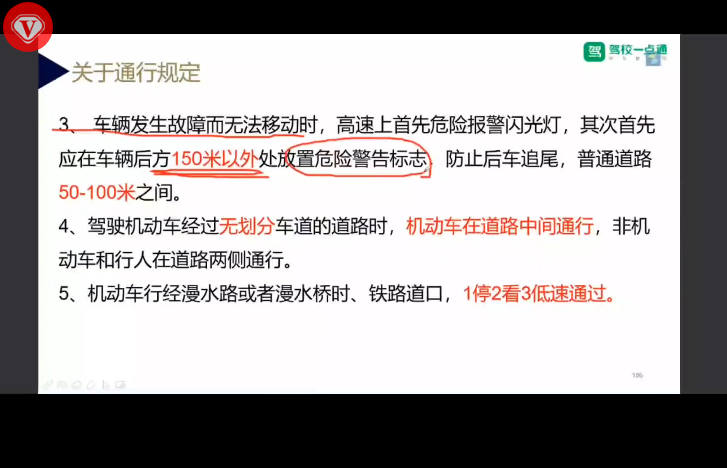 V
驾 驾校一点通
关于通行规定
3、 车辆发生故障而无法移动时，高速上首先危险报警闪光灯，其次首先
应在车辆后方150米以外处放置危险警告标志，防止后车追尾，普通道路
50-100米之间。
4、驾驶机动车经过无划分车道的道路时，机动车在道路中间通行，非机
动车和行人在道路两侧通行。
5、机动车行经漫水路或者漫水桥时、铁路道口，1停2看3低速通过。
106